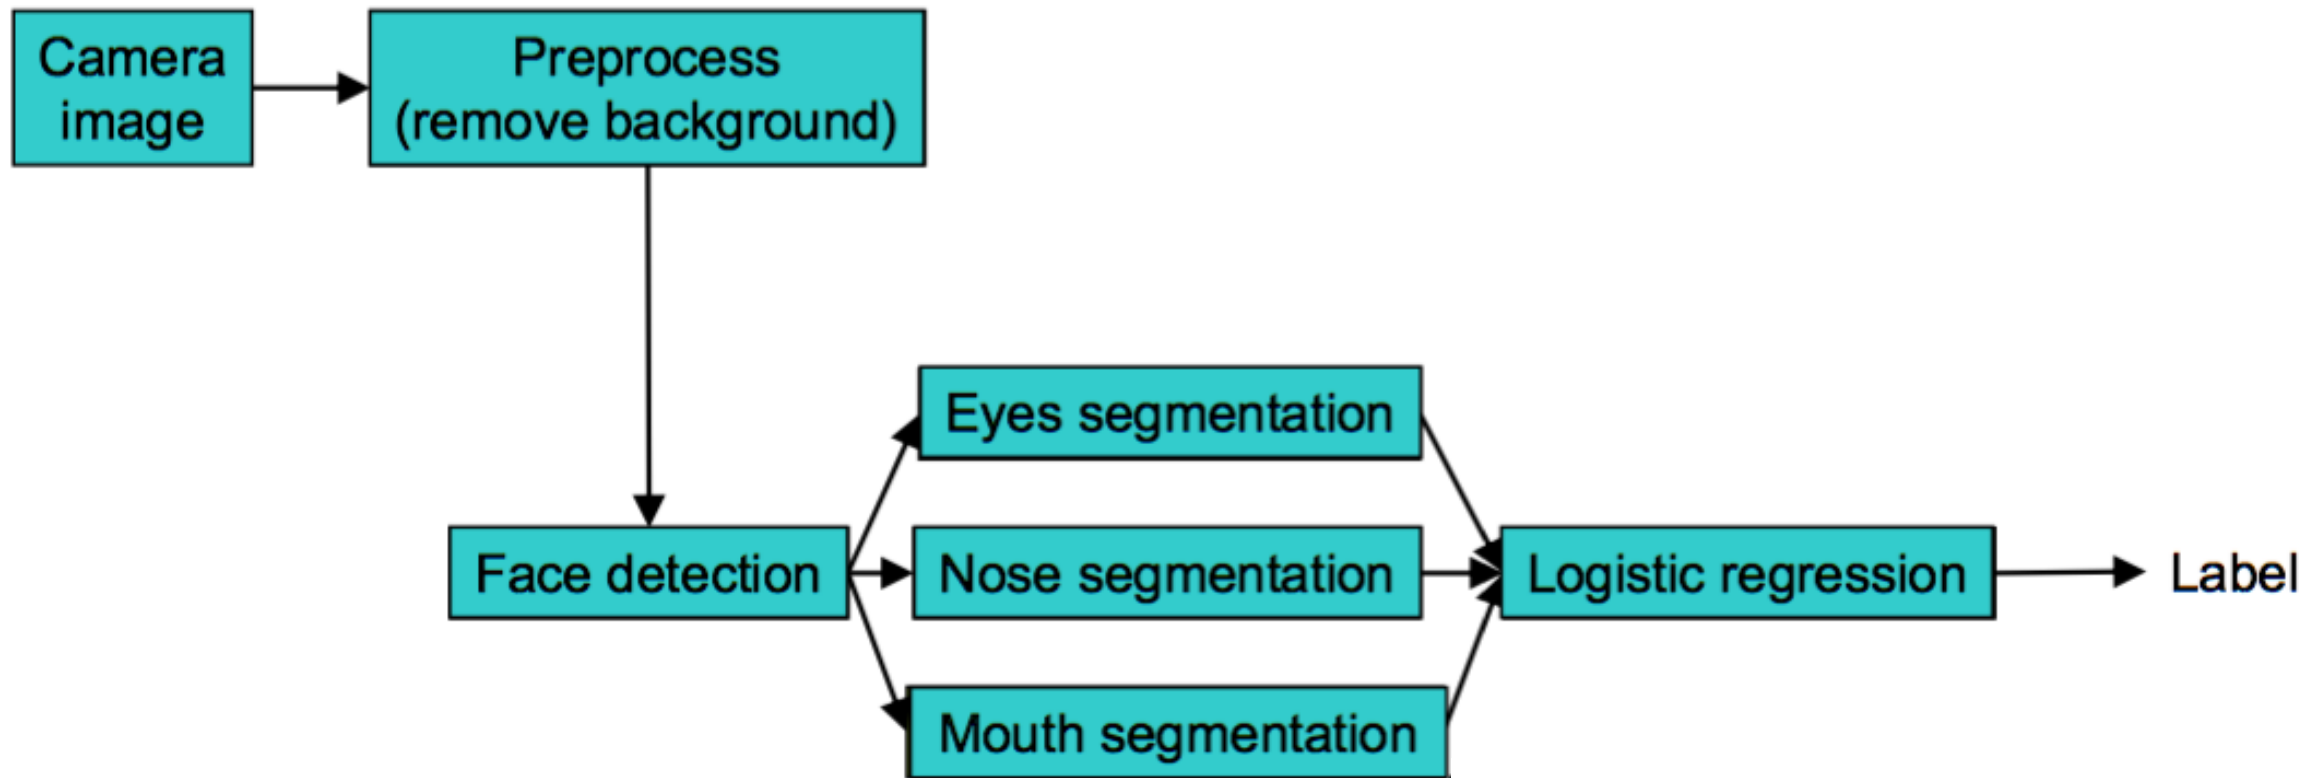 Camera
image
Preprocess
(remove background)
Eyes segmentation
Face detection
Nose segmentation
Logistic regression
Label
Mouth segmentation